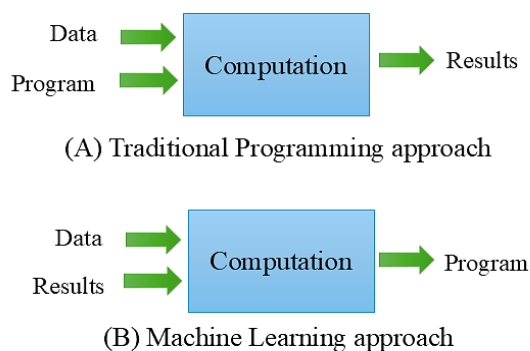 Data
Program
Computation
Results
(A) Traditional Programming approach
Data
Results
Computation
Program
(B) Machine Learning approach